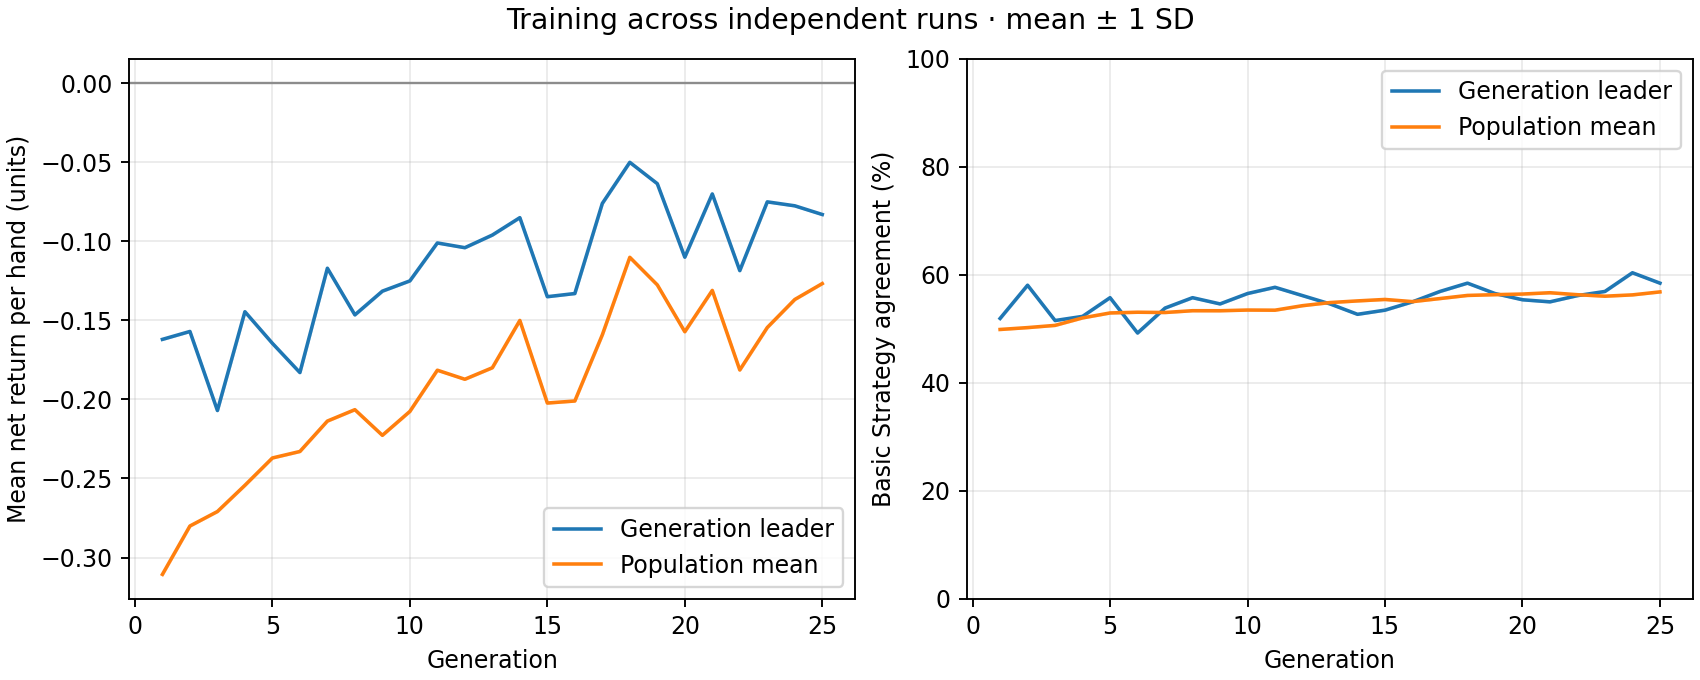 Training across independent runs · mean ± 1 SD
Mean net return per hand (units)
0.00
−0.05
−0.10
−0.15
−0.20
−0.25
−0.30
Generation leader
Population mean
0
5
10
15
20
25
Generation
Basic Strategy agreement (%)
100
80
60
40
20
0
Generation leader
Population mean
0
5
10
15
20
25
Generation